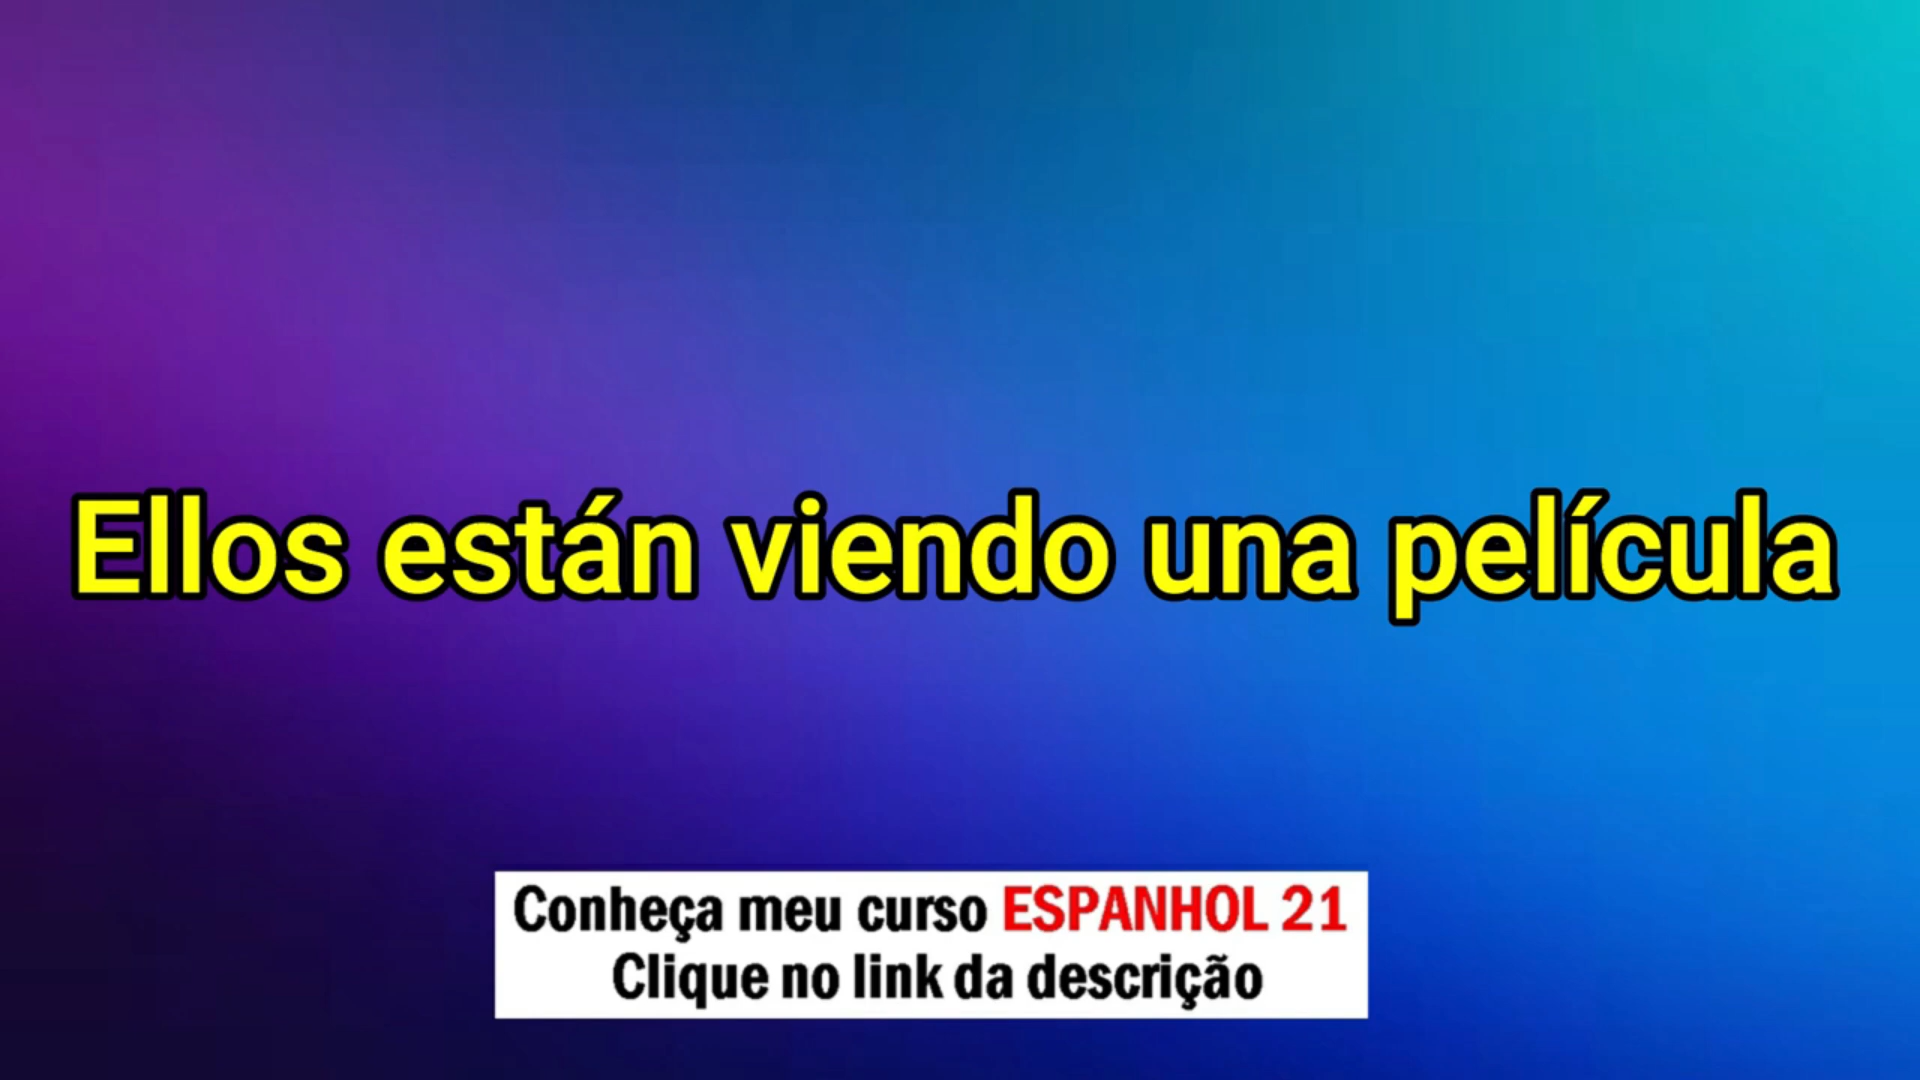 Ellos están viendo una película
Conheça meu curso ESPANHOL 21
Clique no link da descrição